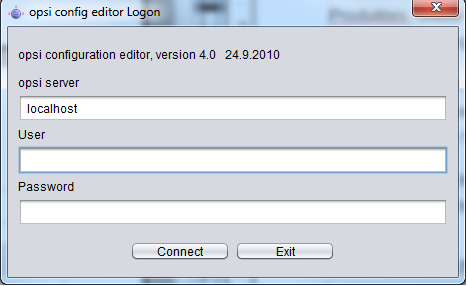 opsi config editor Logon
opsi configuration editor, version 4.0 24.9.2010
opsi server
localhost
User
Password
Connect Exit